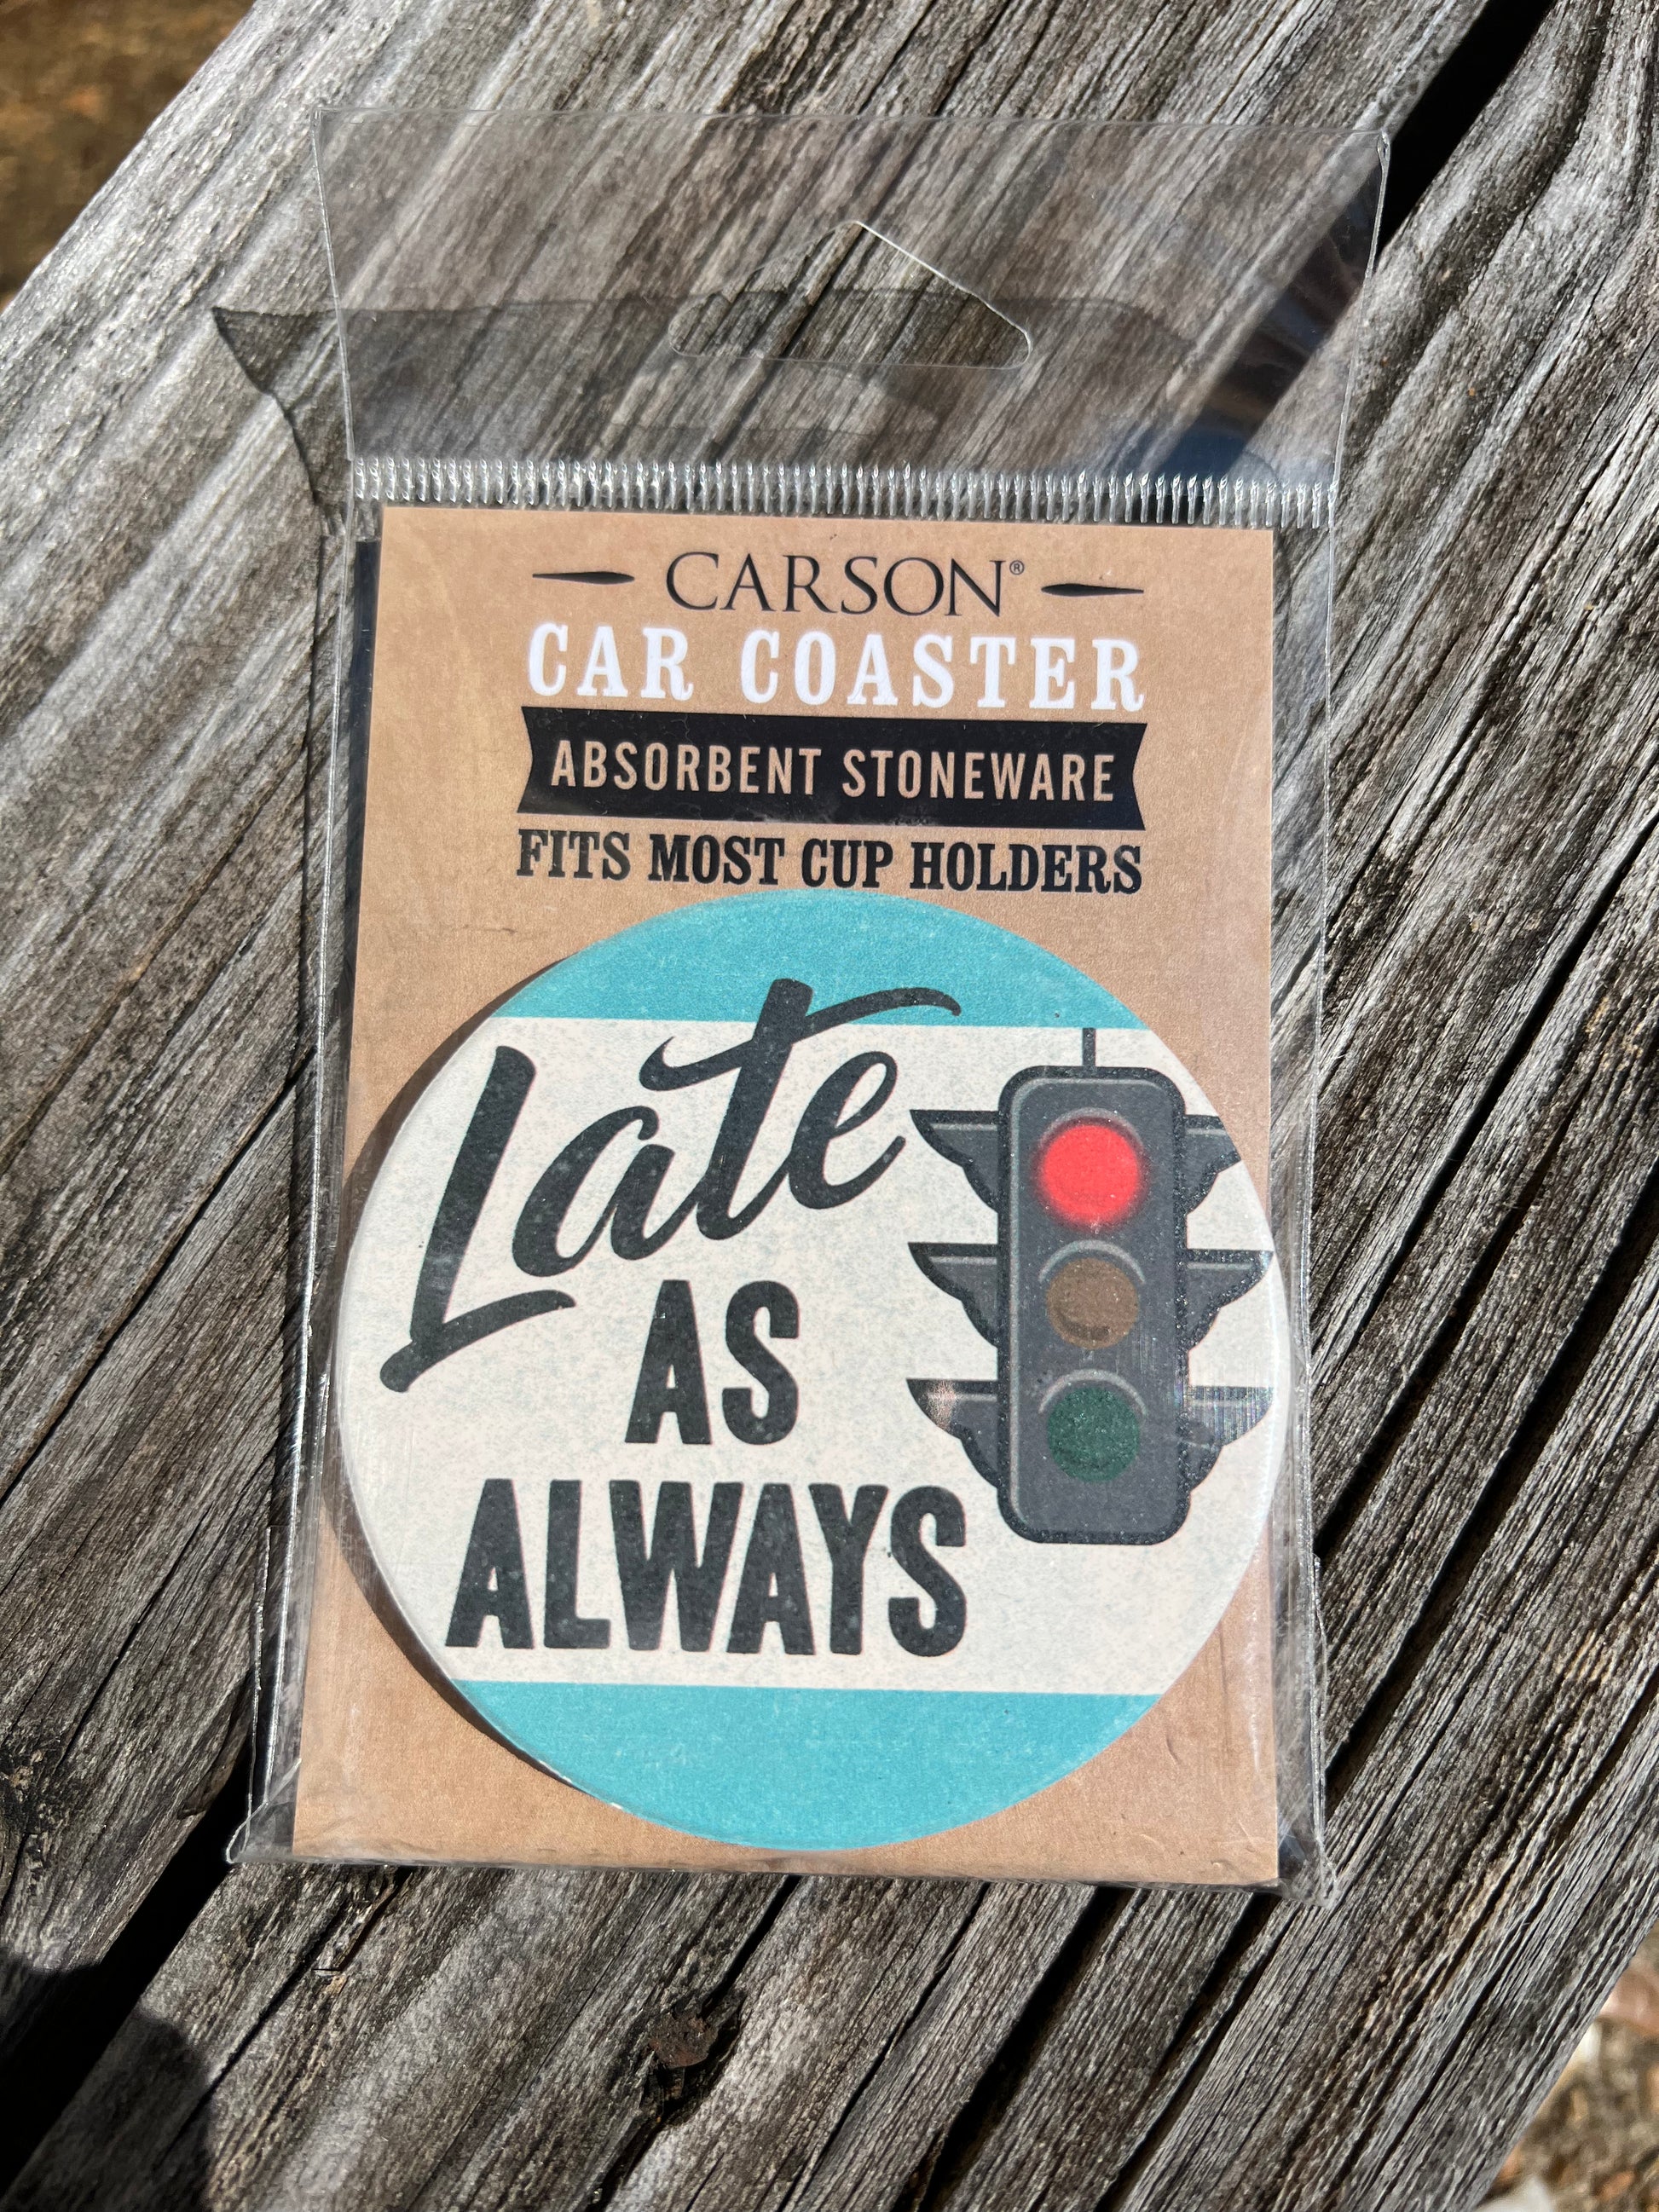 CARSON®
CAR COASTER
ABSORBENT STONEWARE
FITS MOST CUP HOLDERS
Late
AS
ALWAYS